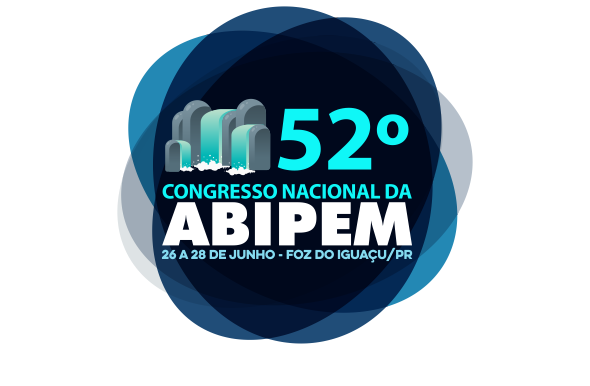 52º
CONGRESSO NACIONAL DA
ABIPEM
26 A 28 DE JUNHO - FOZ DO IGUAÇU/PR